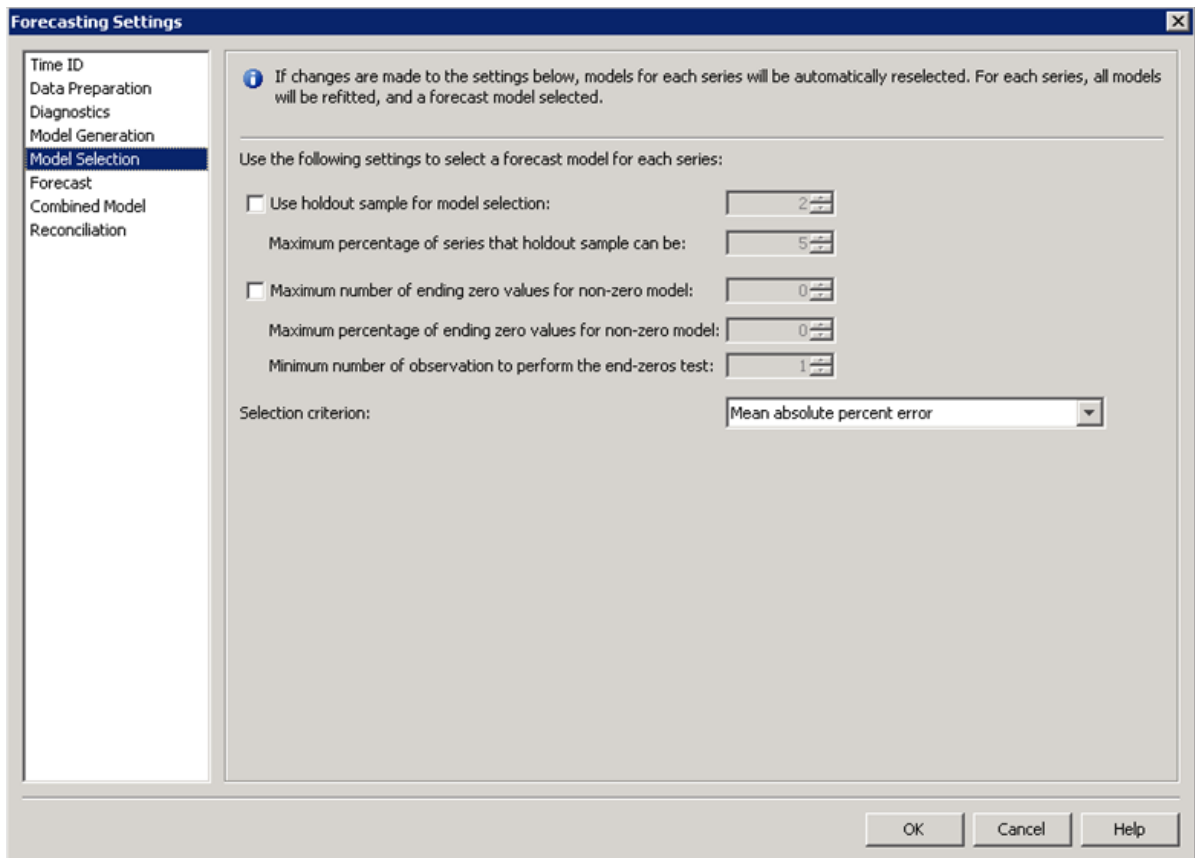 Forecasting Settings
Time ID
Data Preparation
Diagnostics
Model Generation
Model Selection
Forecast
Combined Model
Reconciliation
If changes are made to the settings below, models for each series will be automatically reselected. For each series, all models
will be refitted, and a forecast model selected.
Use the following settings to select a forecast model for each series:
Use holdout sample for model selection: 2
Maximum percentage of series that holdout sample can be: 5
Maximum number of ending zero values for non-zero model: 0
Maximum percentage of ending zero values for non-zero model: 0
Minimum number of observation to perform the end-zeros test: 1
Selection criterion: Mean absolute percent error
OK Cancel Help